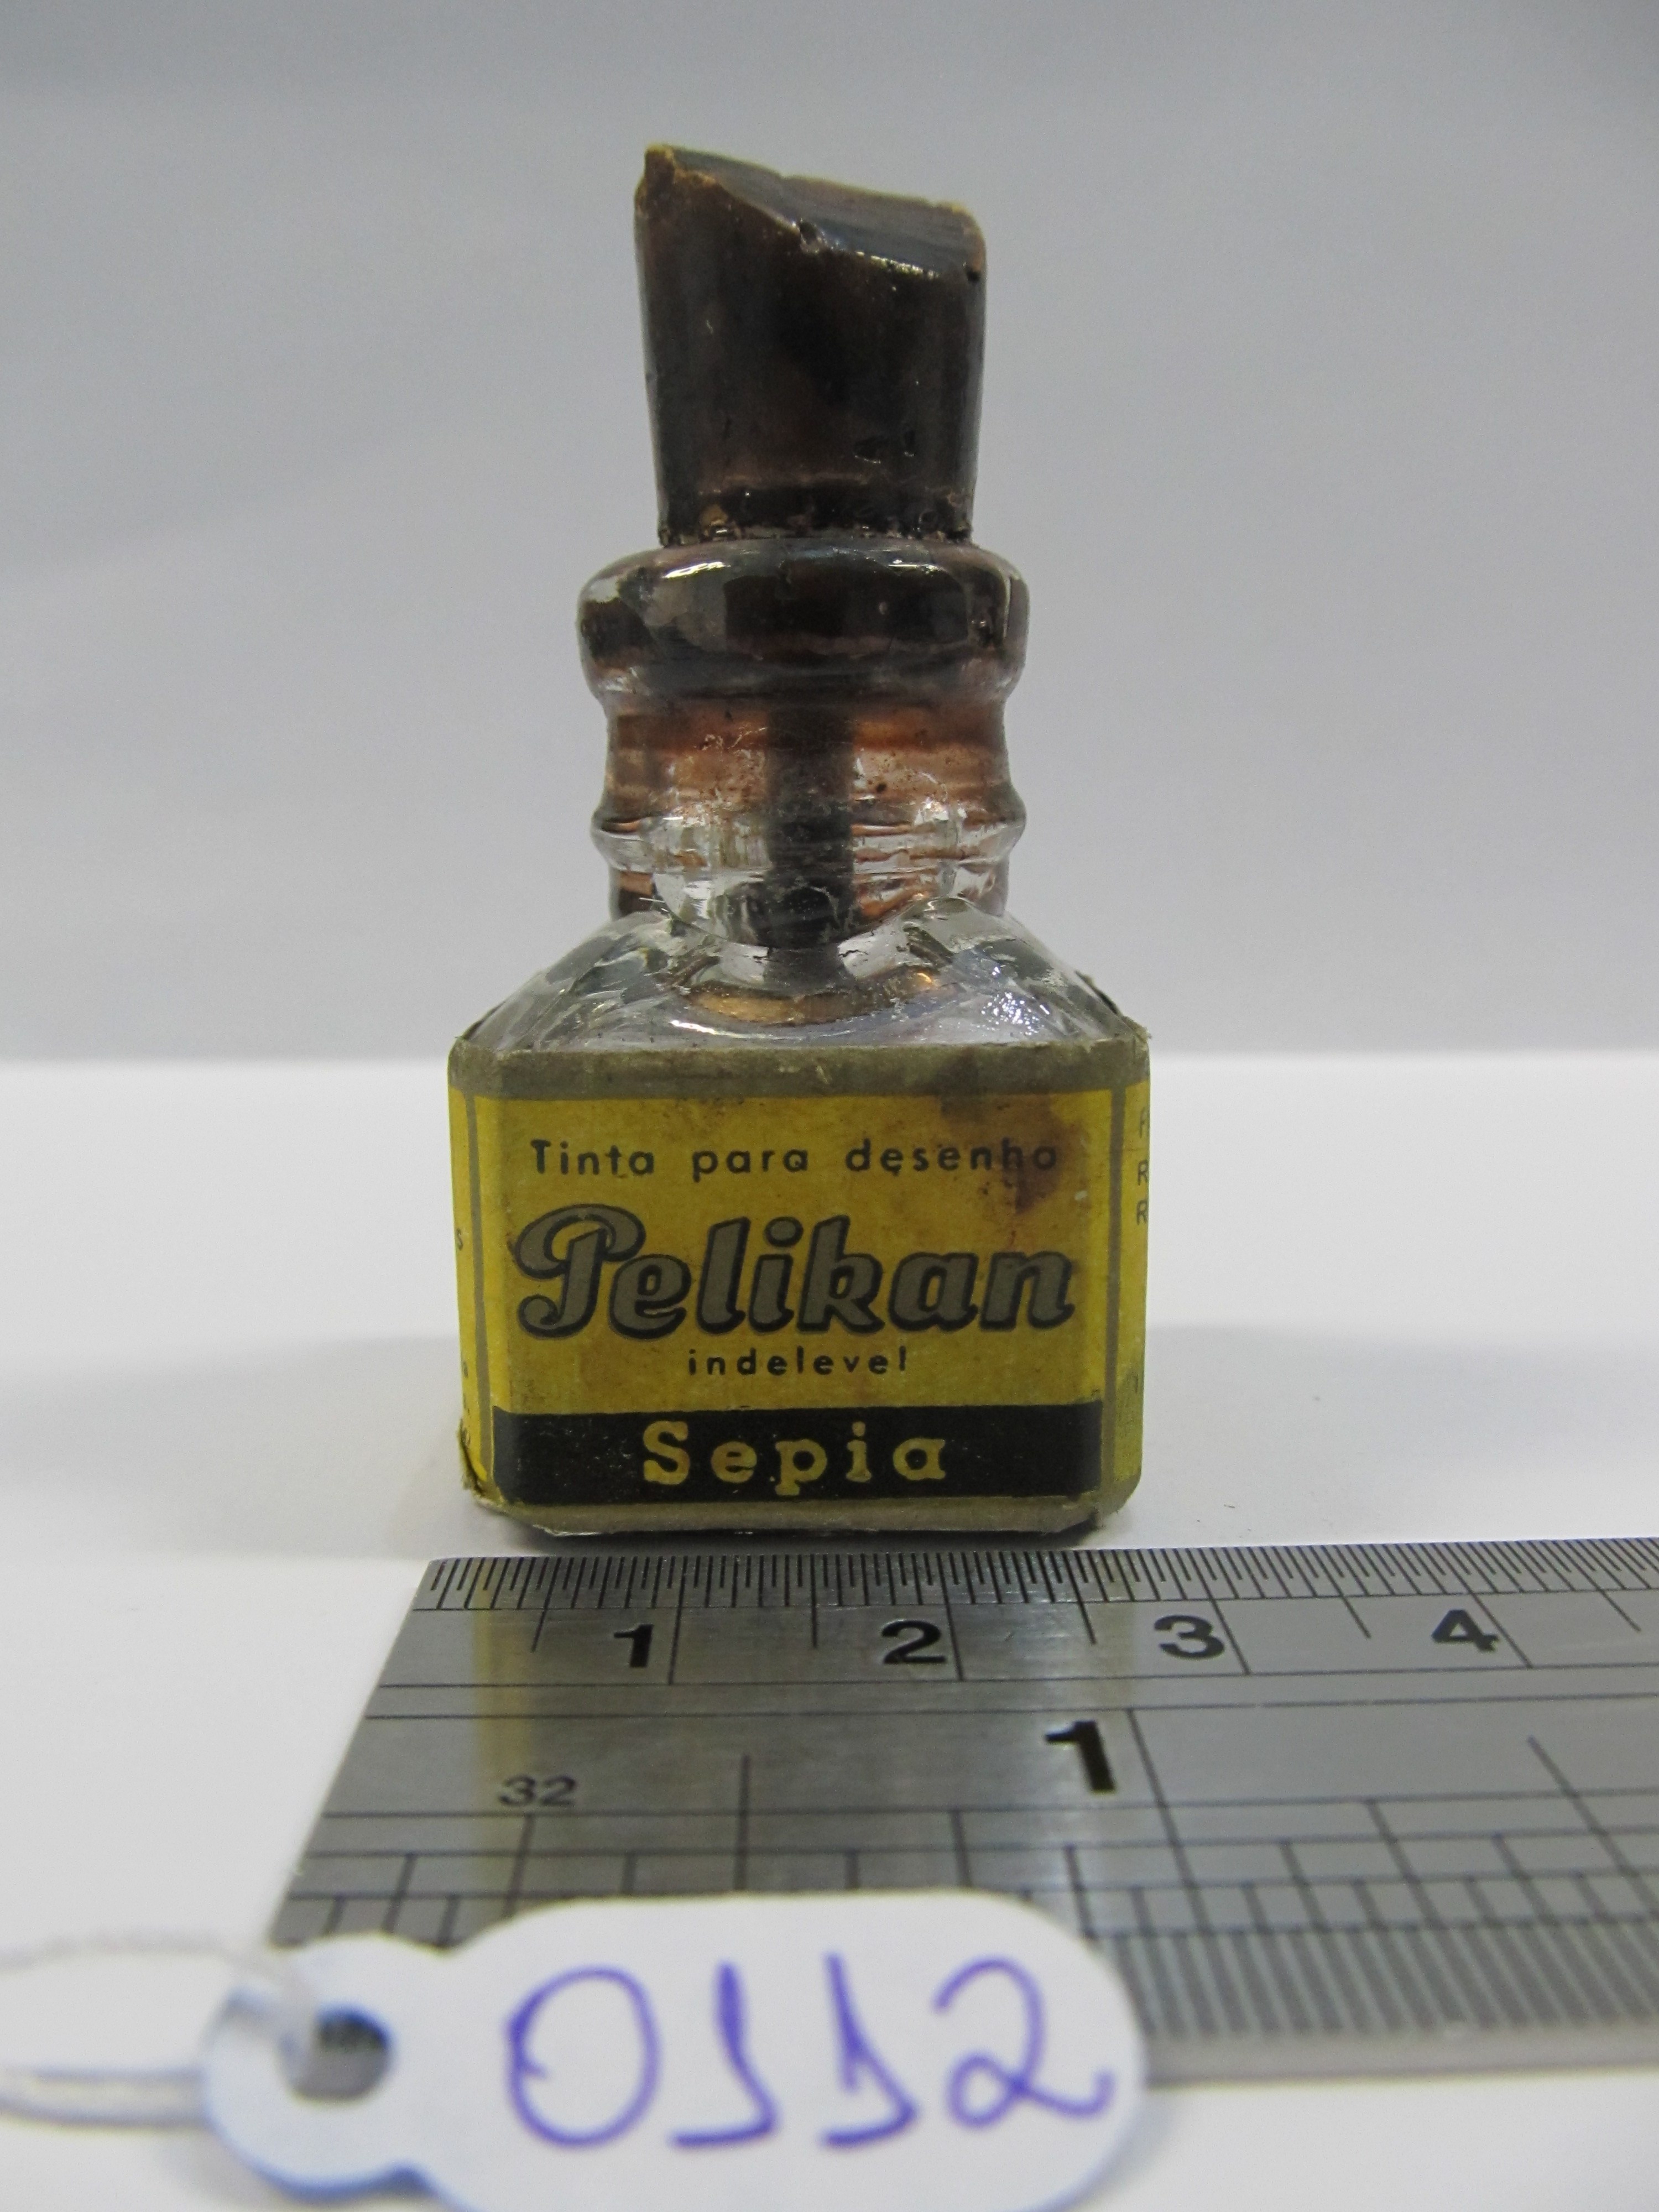 Tinta para desenho
Pelikan
indelevel
Sepia
F
R
R
s
1 2 3 4
1
32
0112